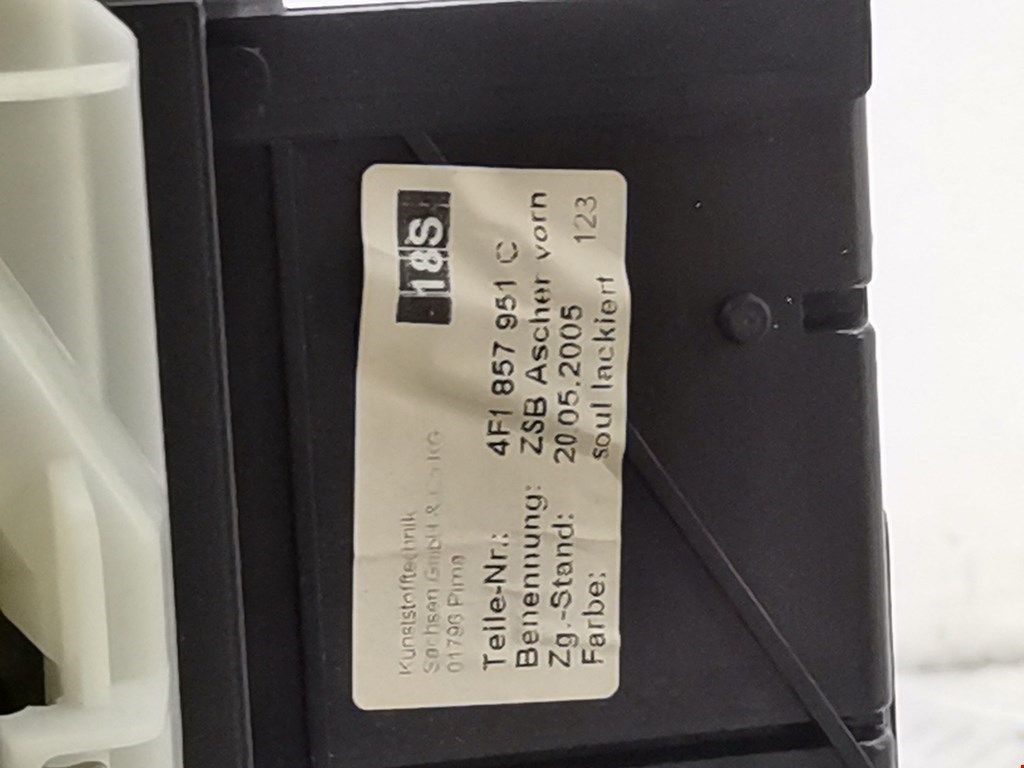 Kunststofftechnik
Sachsen GmbH & Co.KG
01796 Pirna
18S
Teile-Nr.: 4F1 857 951 C
Benennung: ZSB Ascher vorn
Zg.-Stand: 20.05.2005
Farbe: soul lackiert 123